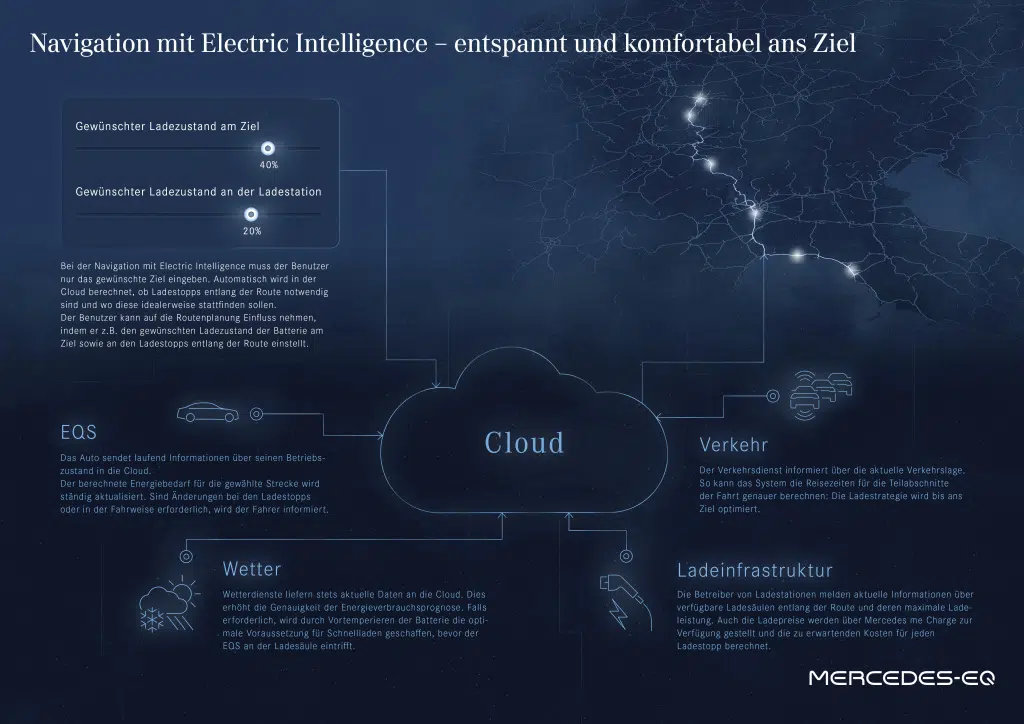 Navigation mit Electric Intelligence – entspannt und komfortabel ans Ziel
Gewünschter Ladezustand am Ziel
40%
Gewünschter Ladezustand an der Ladestation
20%
Bei der Navigation mit Electric Intelligence muss der Benutzer
nur das gewünschte Ziel eingeben. Automatisch wird in der
Cloud berechnet, ob Ladestopps entlang der Route notwendig
sind und wo diese idealerweise stattfinden sollen.
Der Benutzer kann auf die Routenplanung Einfluss nehmen,
indem er z.B. den gewünschten Ladezustand der Batterie am
Ziel sowie an den Ladestopps entlang der Route einstellt.
EQS
Das Auto sendet laufend Informationen über seinen Betriebs-
zustand in die Cloud.
Der berechnete Energiebedarf für die gewählte Strecke wird
ständig aktualisiert. Sind Änderungen bei den Ladestopps
oder in der Fahrweise erforderlich, wird der Fahrer informiert.
Cloud
Verkehr
Der Verkehrsdienst informiert über die aktuelle Verkehrslage.
So kann das System die Reisezeiten für die Teilabschnitte
der Fahrt genauer berechnen: Die Ladestrategie wird bis ans
Ziel optimiert.
Wetter
Wetterdienste liefern stets aktuelle Daten an die Cloud. Dies
erhöht die Genauigkeit der Energieverbrauchsprognose. Falls
erforderlich, wird durch Vortemperieren der Batterie die opti-
male Voraussetzung für Schnellladen geschaffen, bevor der
EQS an der Ladesäule eintrifft.
Ladeinfrastruktur
Die Betreiber von Ladestationen melden aktuelle Informationen über
verfügbare Ladesäulen entlang der Route und deren maximale Lade-
leistung. Auch die Ladepreise werden über Mercedes me Charge zur
Verfügung gestellt und die zu erwartenden Kosten für jeden
Ladestopp berechnet.
MERCEDES-EQ